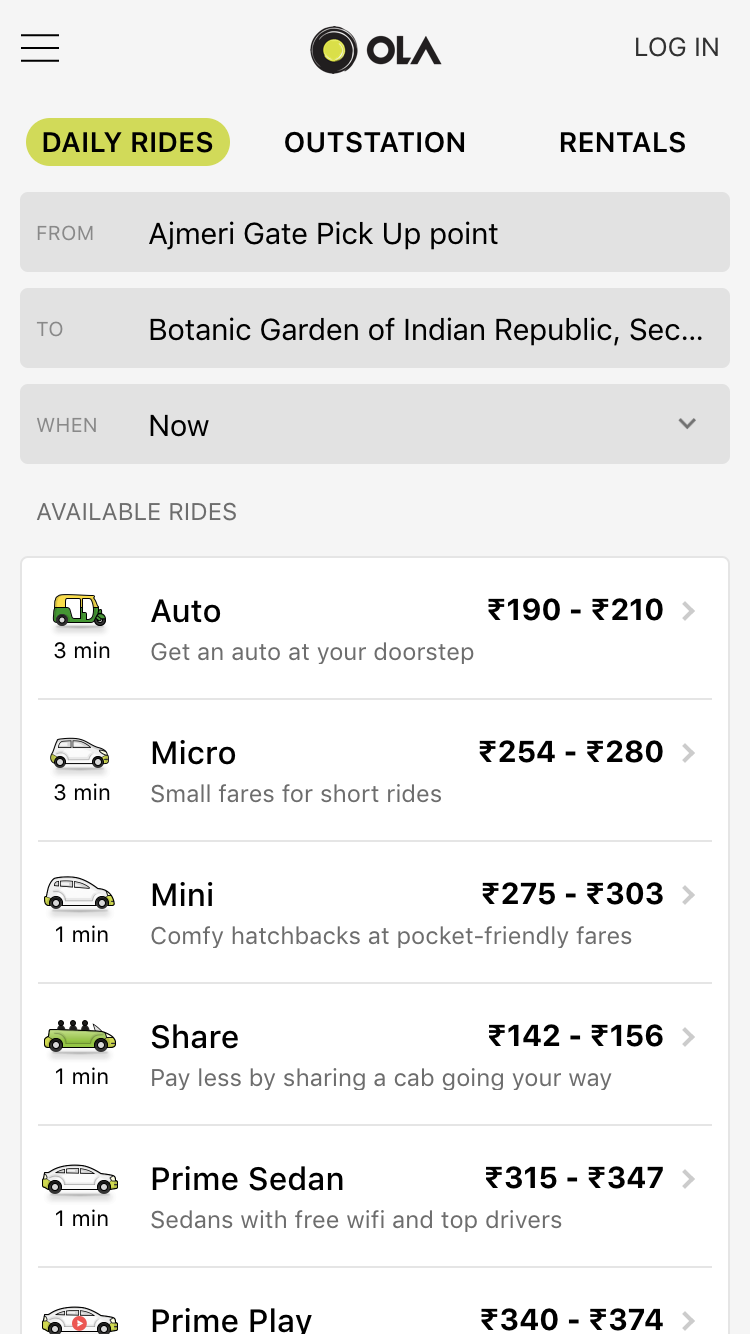 OLA
LOG IN
DAILY RIDES
OUTSTATION
RENTALS
FROM
Ajmeri Gate Pick Up point
TO
Botanic Garden of Indian Republic, Sec...
WHEN
Now
AVAILABLE RIDES
Auto
₹190 - ₹210
3 min
Get an auto at your doorstep
Micro
₹254 - ₹280
3 min
Small fares for short rides
Mini
₹275 - ₹303
1 min
Comfy hatchbacks at pocket-friendly fares
Share
₹142 - ₹156
1 min
Pay less by sharing a cab going your way
Prime Sedan
₹315 - ₹347
1 min
Sedans with free wifi and top drivers
Prime Play
₹340 - ₹374